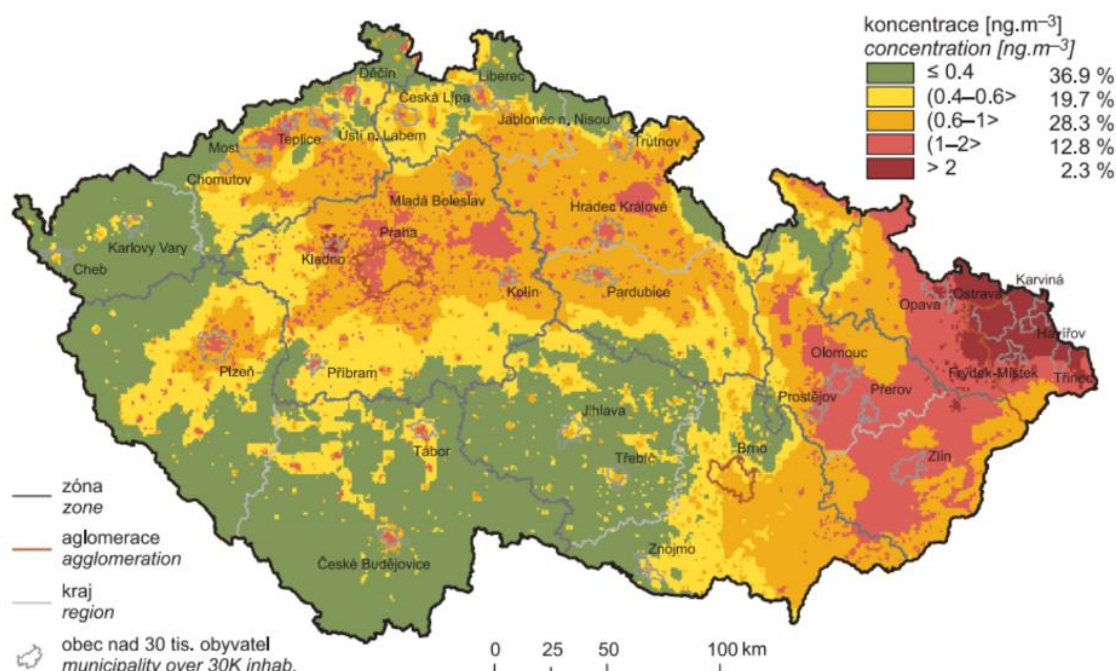 koncentrace [ng.m–3]
concentration [ng.m–3]
≤ 0.4 36.9 %
(0.4–0.6> 19.7 %
(0.6–1> 28.3 %
(1–2> 12.8 %
> 2 2.3 %
Děčín
Liberec
Česká Lípa
Jablonec n. Nisou
Ústí n. Labem
Teplice
Trutnov
Most
Chomutov
Mladá Boleslav
Hradec Králové
Praha
Karlovy Vary
Kladno
Cheb
Kolín
Pardubice
Karviná
Ostrava
Opava
Havířov
Olomouc
Frýdek-Místek
Třinec
Plzeň
Příbram
Přerov
Prostějov
Jihlava
Brno
Tábor
Třebíč
Zlín
zóna
zone
aglomerace
agglomeration
Znojmo
České Budějovice
kraj
region
obec nad 30 tis. obyvatel
municipality over 30K inhab.
0 25 50 100 km